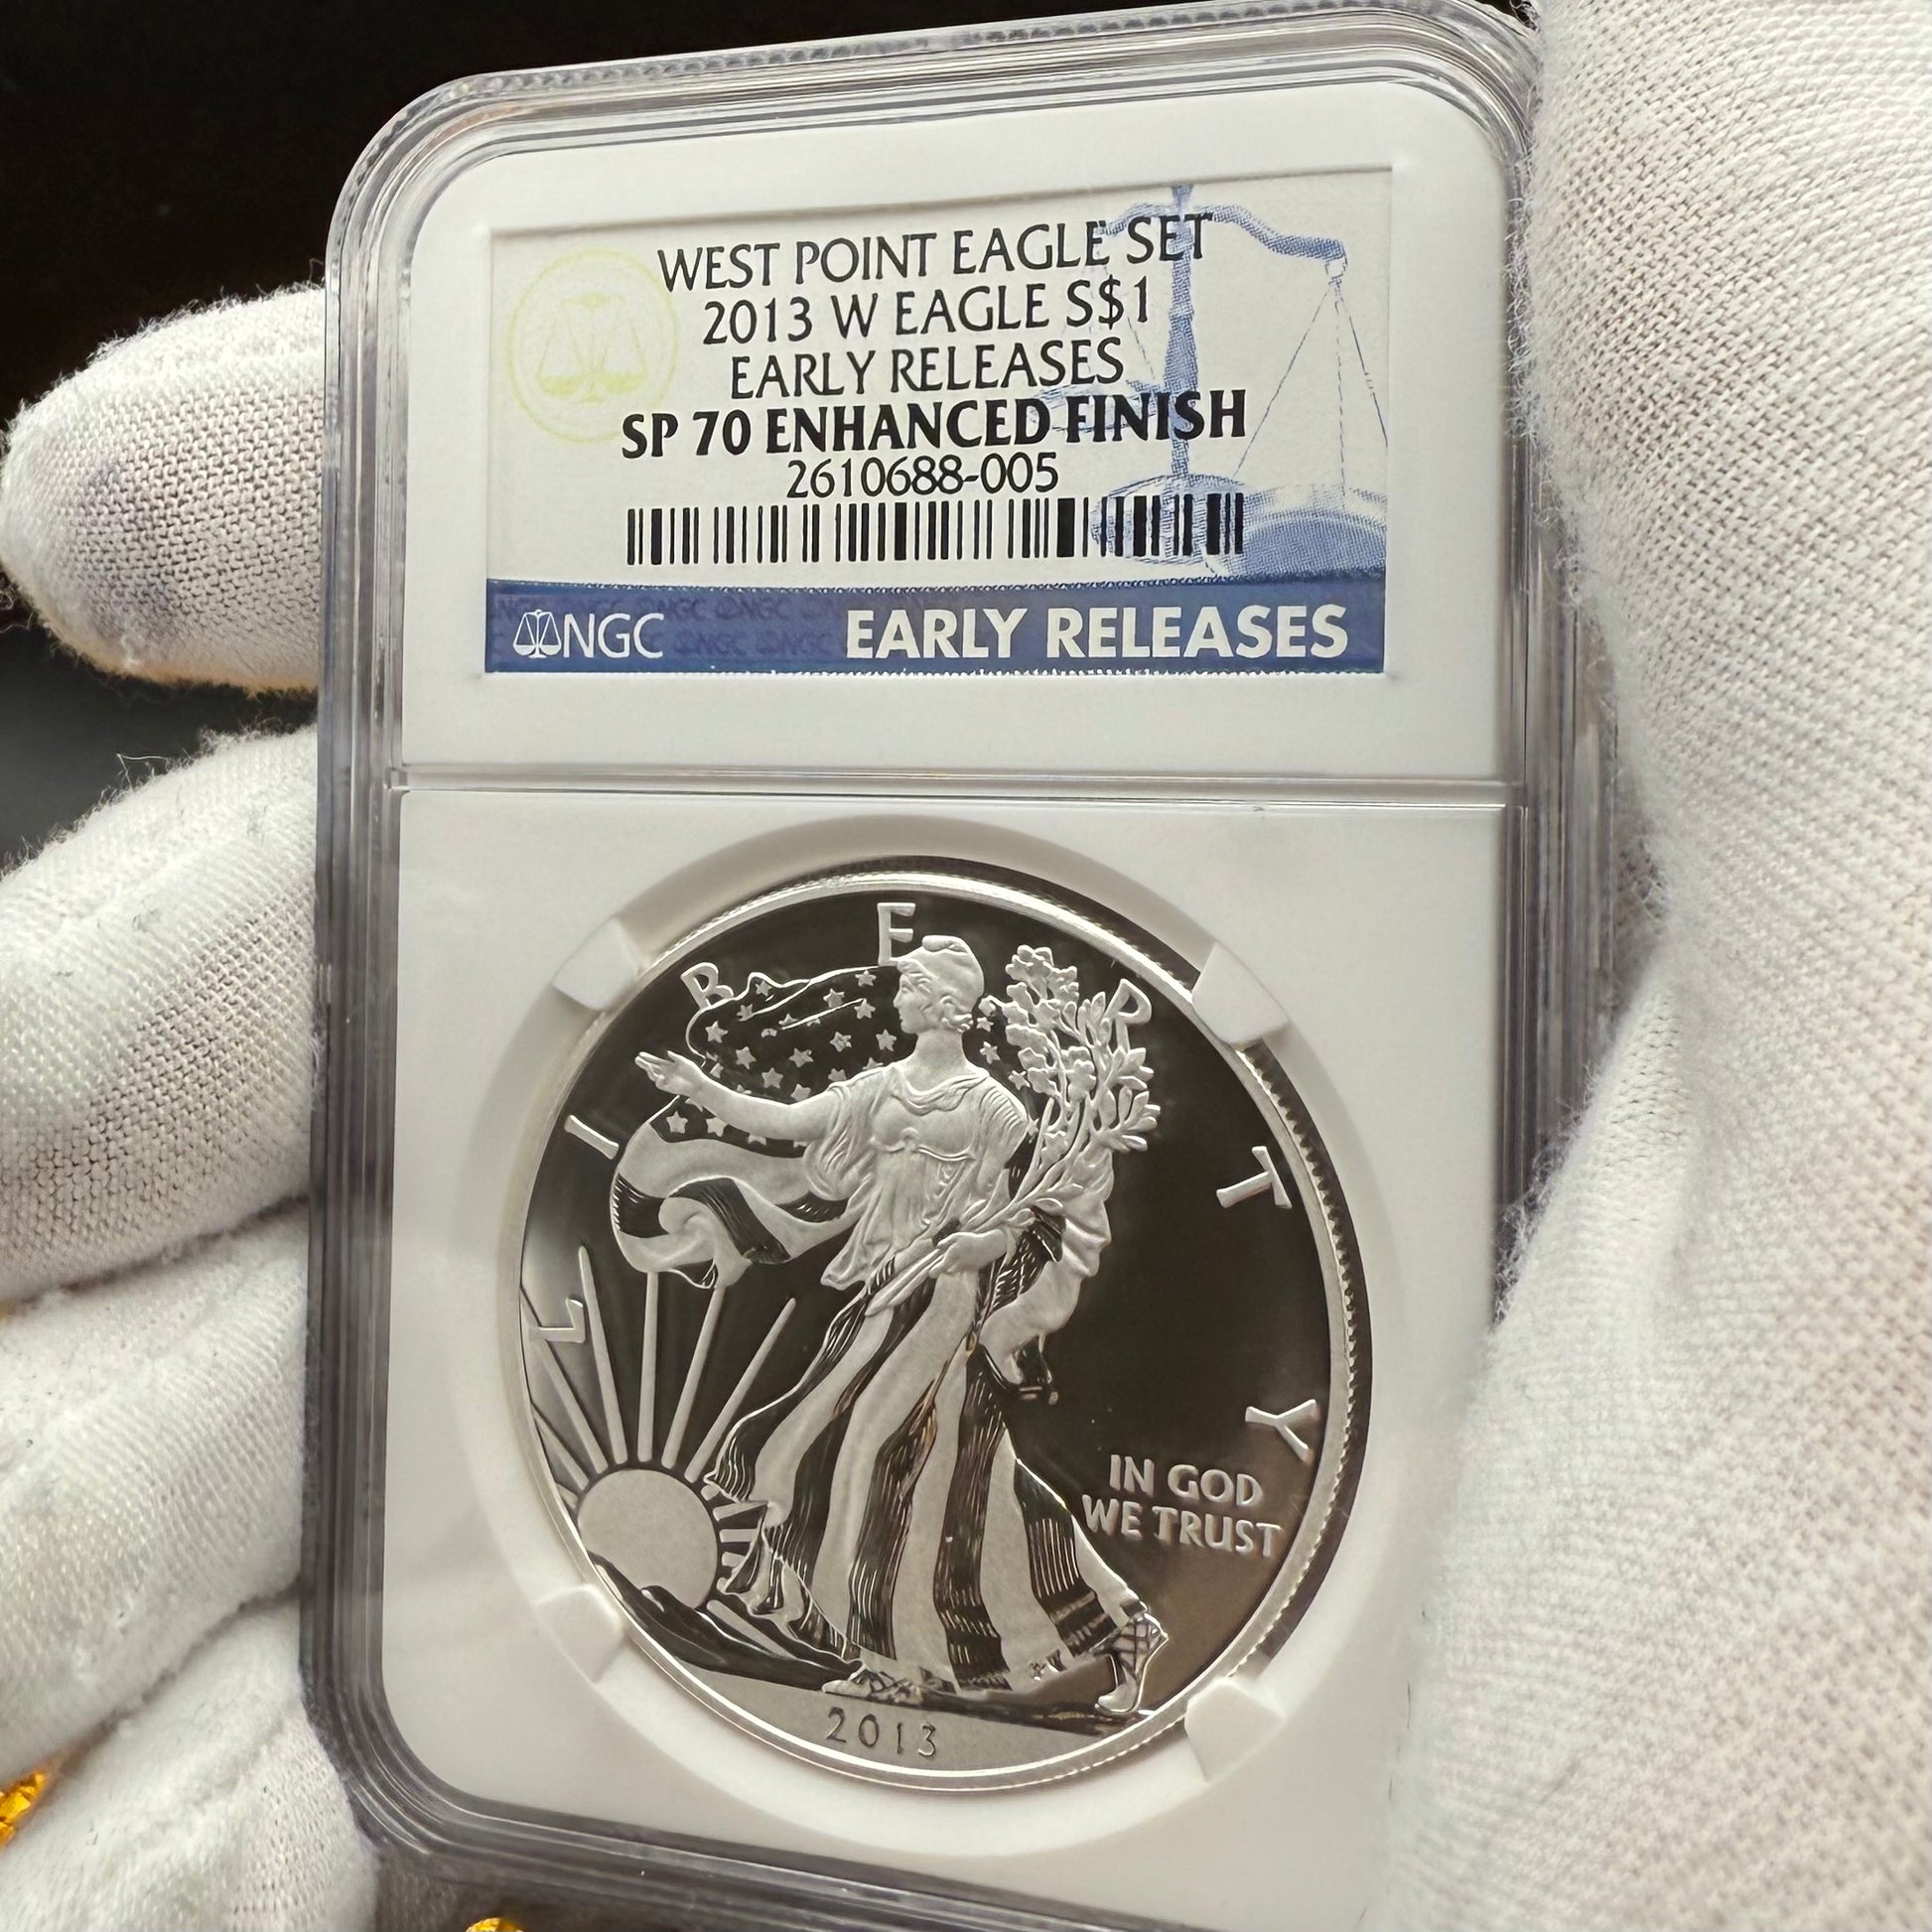 WEST POINT EAGLE SET
2013 W EAGLE S$1
EARLY RELEASES
SP 70 ENHANCED FINISH
2610688-005
NGC EARLY RELEASES
LIBERTY
IN GOD
WE TRUST
2013